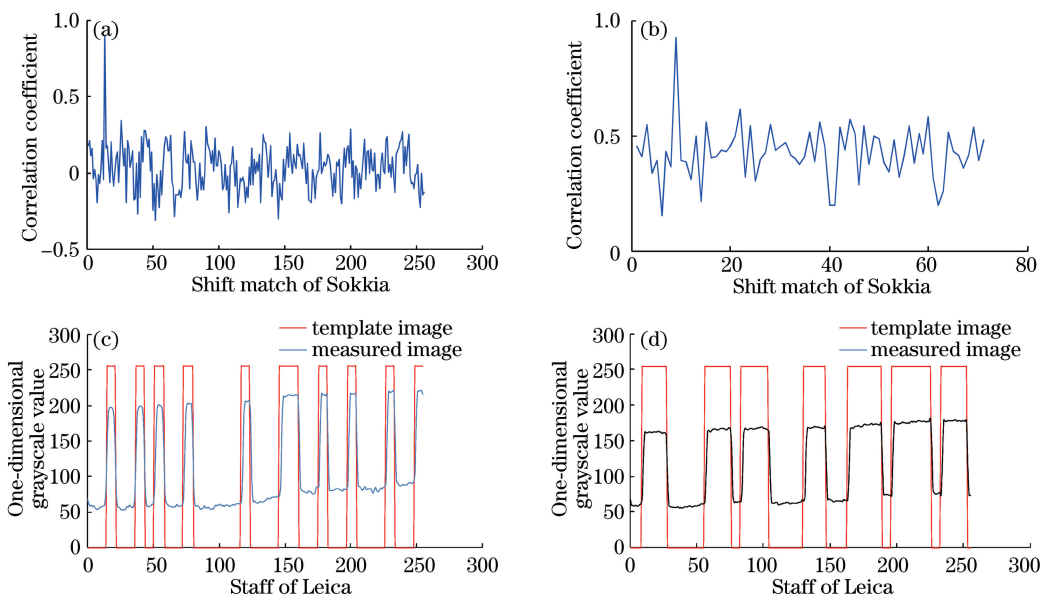 (a)
Correlation coefficient
1.0
0.5
0
−0.5
0 50 100 150 200 250 300
Shift match of Sokkia
(b)
Correlation coefficient
1.0
0.5
0
0 20 40 60 80
Shift match of Sokkia
(c)
template image
measured image
One-dimensional
grayscale value
300
250
200
150
100
50
0
0 50 100 150 200 250 300
Staff of Leica
(d)
template image
measured image
One-dimensional
grayscale value
300
250
200
150
100
50
0
0 50 100 150 200 250 300
Staff of Leica